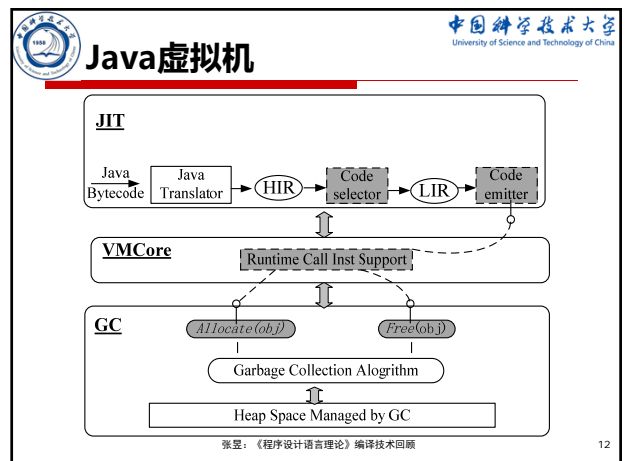 中国科学技术大学
University of Science and Technology of China
1958
Java虚拟机
JIT
Java
Bytecode
Java
Translator
HIR
Code
selector
LIR
Code
emitter
VMCore
Runtime Call Inst Support
GC
Allocate(obj)
Free(obj)
Garbage Collection Alogrithm
Heap Space Managed by GC
张昱：《程序设计语言理论》编译技术回顾
12